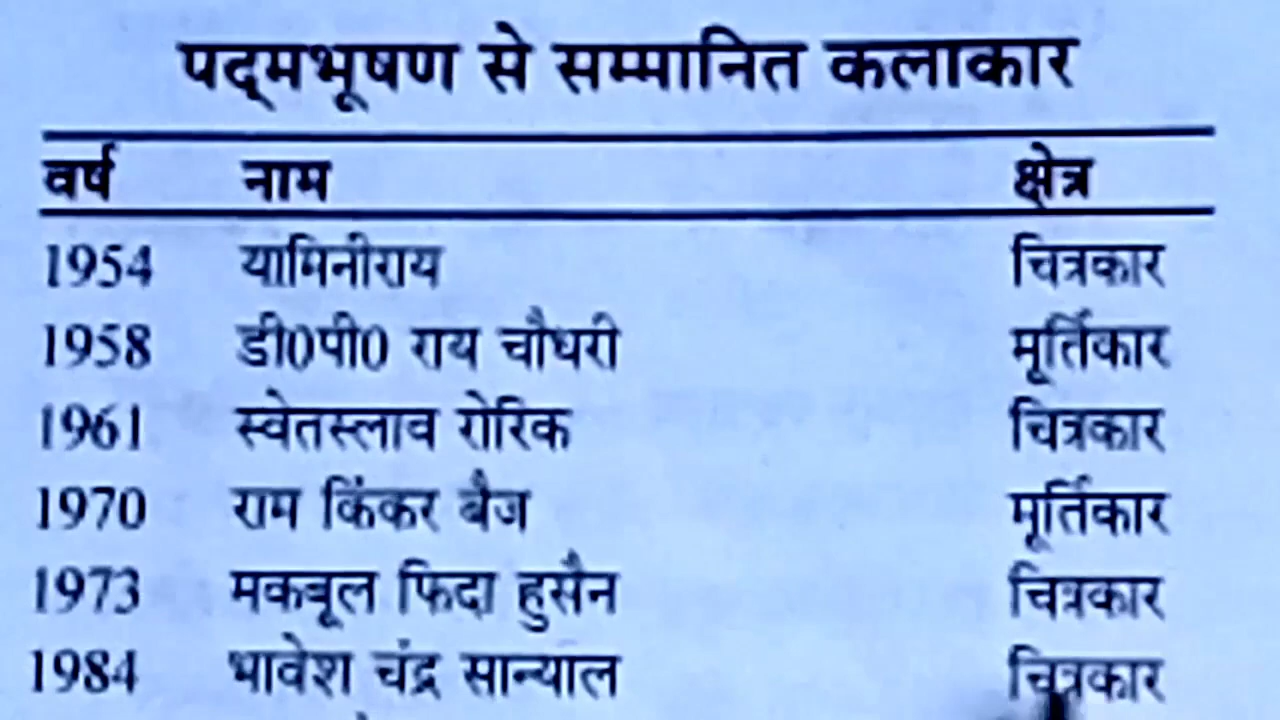 पद्मभूषण से सम्मानित कलाकार
वर्ष नाम क्षेत्र
1954 यामिनीराय चित्रकार
1958 डी0पी0 राय चौधरी मूर्तिकार
1961 स्वेतस्लाव रोरिक चित्रकार
1970 राम किंकर बैज मूर्तिकार
1973 मकबूल फिदा हुसैन चित्रकार
1984 भावेश चंद्र सान्याल चित्रकार